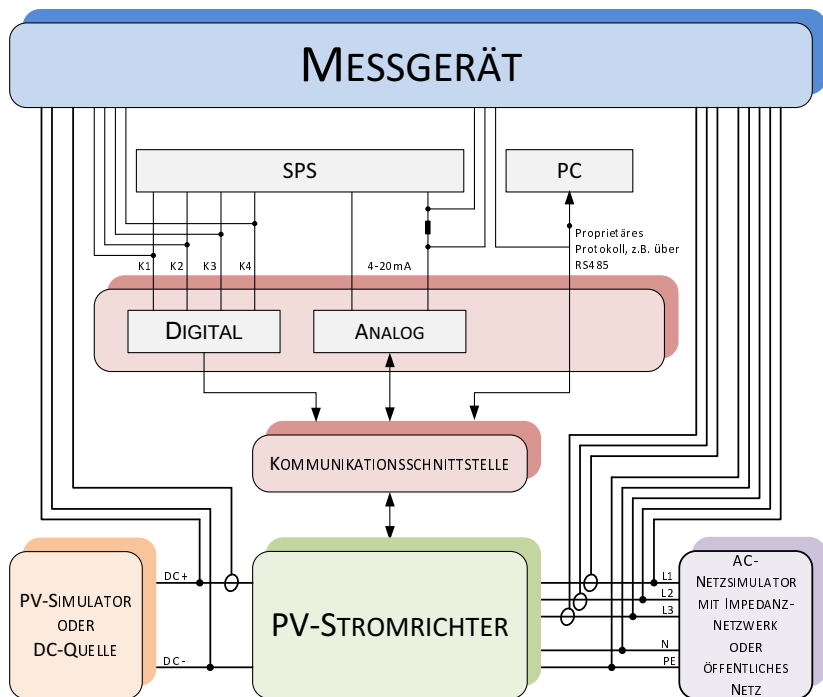 MESSGERÄT
SPS
PC
Proprietäres
Protokoll, z.B. über
RS485
K1 K2 K3 K4 4-20mA
DIGITAL
ANALOG
KOMMUNIKATIONSSCHNITTSTELLE
DC+
DC-
PV-SIMULATOR
ODER
DC-QUELLE
PV-STROMRICHTER
L1
L2
L3
N
PE
AC-
NETZSIMULATOR
MIT IMPEDANZ-
NETZWERK
ODER
ÖFFENTLICHES
NETZ